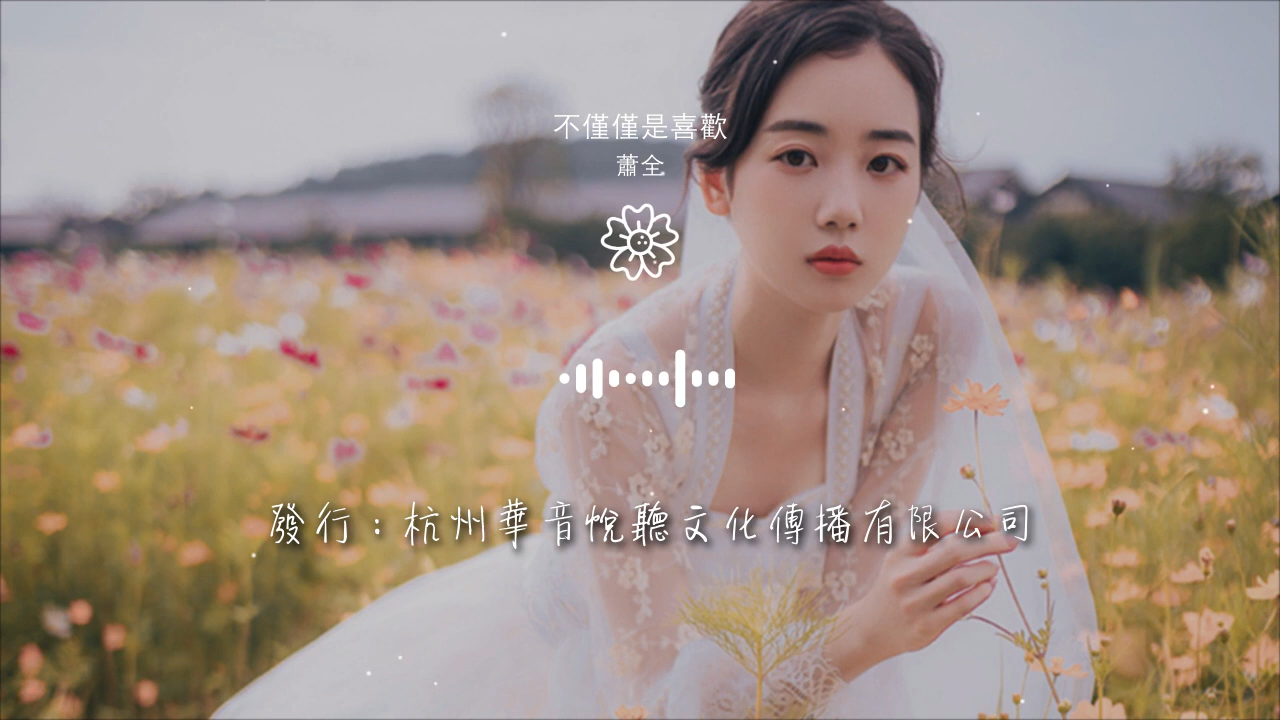 不僅僅是喜歡
蕭全
發行：杭州華音悅聽文化傳播有限公司